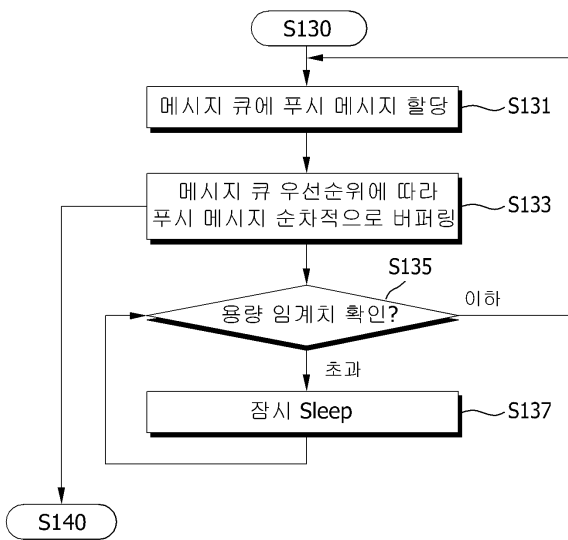 S130
메시지 큐에 푸시 메시지 할당
S131
메시지 큐 우선순위에 따라
푸시 메시지 순차적으로 버퍼링
S133
S135
용량 임계치 확인?
이하
초과
잠시 Sleep
S137
S140